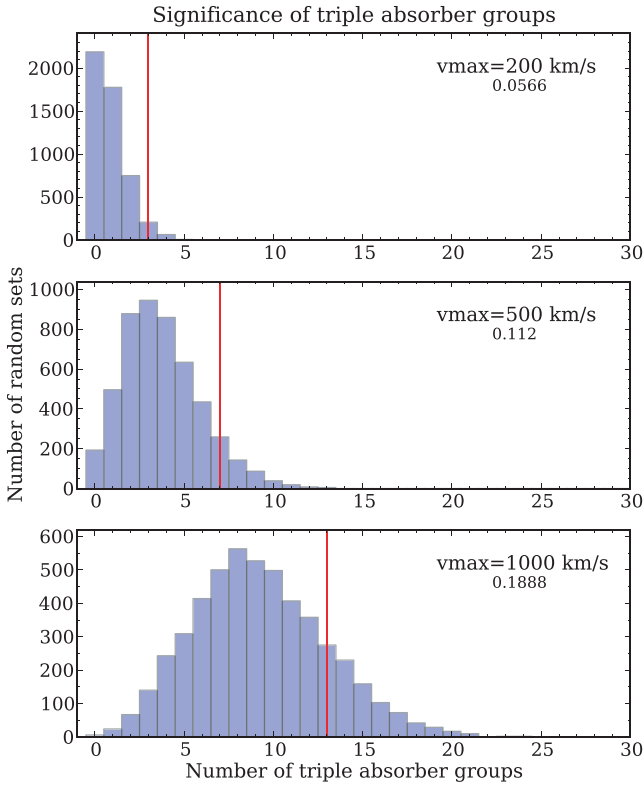 Significance of triple absorber groups
vmax=200 km/s
0.0566
2000
1500
1000
500
0
0 5 10 15 20 25 30
vmax=500 km/s
0.112
1000
800
600
400
200
0
0 5 10 15 20 25 30
Number of random sets
vmax=1000 km/s
0.1888
600
500
400
300
200
100
0
0 5 10 15 20 25 30
Number of triple absorber groups